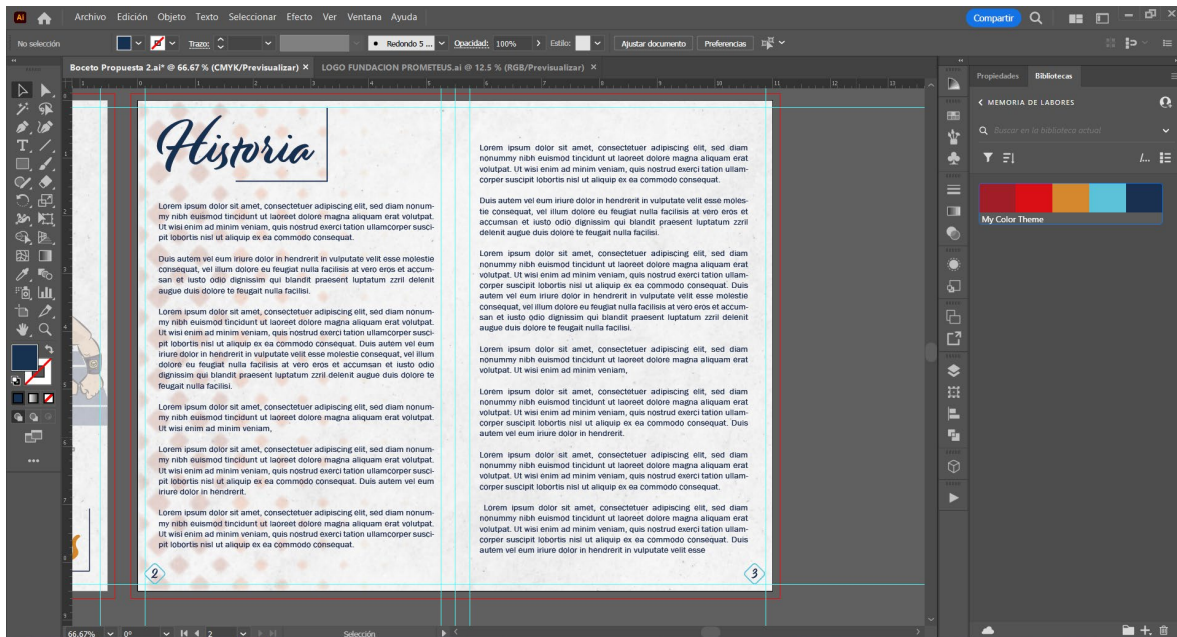 Archivo Edición Objeto Texto Seleccionar Efecto Ver Ventana Ayuda
Compartir
No selección
Trazo:
Redondo 5 ...
Opacidad: 100%
Estilo:
Ajustar documento
Preferencias
Boceto Propuesta 2.ai* @ 66.67 % (CMYK/Previsualizar) ×
LOGO FUNDACION PROMETEUS.ai @ 12.5 % (RGB/Previsualizar) ×
Historia
Lorem ipsum dolor sit amet, consectetuer adipiscing elit, sed diam nonum-
my nibh euismod tincidunt ut laoreet dolore magna aliquam erat volutpat.
Ut wisi enim ad minim veniam, quis nostrud exerci tation ullamcorper susci-
pit lobortis nisl ut aliquip ex ea commodo consequat.
Duis autem vel eum iriure dolor in hendrerit in vulputate velit esse molestie
consequat, vel illum dolore eu feugiat nulla facilisis at vero eros et accum-
san et iusto odio dignissim qui blandit praesent luptatum zzril delenit
augue duis dolore te feugait nulla facilisi.
Lorem ipsum dolor sit amet, consectetuer adipiscing elit, sed diam nonum-
my nibh euismod tincidunt ut laoreet dolore magna aliquam erat volutpat.
Ut wisi enim ad minim veniam, quis nostrud exerci tation ullamcorper susci-
pit lobortis nisl ut aliquip ex ea commodo consequat. Duis autem vel eum
iriure dolor in hendrerit in vulputate velit esse molestie consequat, vel illum
dolore eu feugiat nulla facilisis at vero eros et accumsan et iusto odio
dignissim qui blandit praesent luptatum zzril delenit augue duis dolore te
feugait nulla facilisi.
Lorem ipsum dolor sit amet, consectetuer adipiscing elit, sed diam nonum-
my nibh euismod tincidunt ut laoreet dolore magna aliquam erat volutpat.
Ut wisi enim ad minim veniam,
Lorem ipsum dolor sit amet, consectetuer adipiscing elit, sed diam nonum-
my nibh euismod tincidunt ut laoreet dolore magna aliquam erat volutpat.
Ut wisi enim ad minim veniam, quis nostrud exerci tation ullamcorper susci-
pit lobortis nisl ut aliquip ex ea commodo consequat. Duis autem vel eum
iriure dolor in hendrerit.
Lorem ipsum dolor sit amet, consectetuer adipiscing elit, sed diam nonum-
my nibh euismod tincidunt ut laoreet dolore magna aliquam erat volutpat.
Ut wisi enim ad minim veniam, quis nostrud exerci tation ullamcorper susci-
pit lobortis nisl ut aliquip ex ea commodo consequat.
2
Lorem ipsum dolor sit amet, consectetuer adipiscing elit, sed diam
nonummy nibh euismod tincidunt ut laoreet dolore magna aliquam erat
volutpat. Ut wisi enim ad minim veniam, quis nostrud exerci tation ullam-
corper suscipit lobortis nisl ut aliquip ex ea commodo consequat.
Duis autem vel eum iriure dolor in hendrerit in vulputate velit esse moles-
tie consequat, vel illum dolore eu feugiat nulla facilisis at vero eros et
accumsan et iusto odio dignissim qui blandit praesent luptatum zzril
delenit augue duis dolore te feugait nulla facilisi.
Lorem ipsum dolor sit amet, consectetuer adipiscing elit, sed diam
nonummy nibh euismod tincidunt ut laoreet dolore magna aliquam erat
volutpat. Ut wisi enim ad minim veniam, quis nostrud exerci tation ullam-
corper suscipit lobortis nisl ut aliquip ex ea commodo consequat. Duis
autem vel eum iriure dolor in hendrerit in vulputate velit esse molestie
consequat, vel illum dolore eu feugiat nulla facilisis at vero eros et accum-
san et iusto odio dignissim qui blandit praesent luptatum zzril delenit
augue duis dolore te feugait nulla facilisi.
Lorem ipsum dolor sit amet, consectetuer adipiscing elit, sed diam
nonummy nibh euismod tincidunt ut laoreet dolore magna aliquam erat
volutpat. Ut wisi enim ad minim veniam,
Lorem ipsum dolor sit amet, consectetuer adipiscing elit, sed diam
nonummy nibh euismod tincidunt ut laoreet dolore magna aliquam erat
volutpat. Ut wisi enim ad minim veniam, quis nostrud exerci tation ullam-
corper suscipit lobortis nisl ut aliquip ex ea commodo consequat. Duis
autem vel eum iriure dolor in hendrerit.
Lorem ipsum dolor sit amet, consectetuer adipiscing elit, sed diam
nonummy nibh euismod tincidunt ut laoreet dolore magna aliquam erat
volutpat. Ut wisi enim ad minim veniam, quis nostrud exerci tation ullam-
corper suscipit lobortis nisl ut aliquip ex ea commodo consequat.
Lorem ipsum dolor sit amet, consectetuer adipiscing elit, sed diam
nonummy nibh euismod tincidunt ut laoreet dolore magna aliquam erat
volutpat. Ut wisi enim ad minim veniam, quis nostrud exerci tation ullam-
corper suscipit lobortis nisl ut aliquip ex ea commodo consequat. Duis
autem vel eum iriure dolor in hendrerit in vulputate velit esse
3
Propiedades Bibliotecas
MEMORIA DE LABORES
Buscar en la biblioteca actual
My Color Theme
66.67% 0° 2 Selección